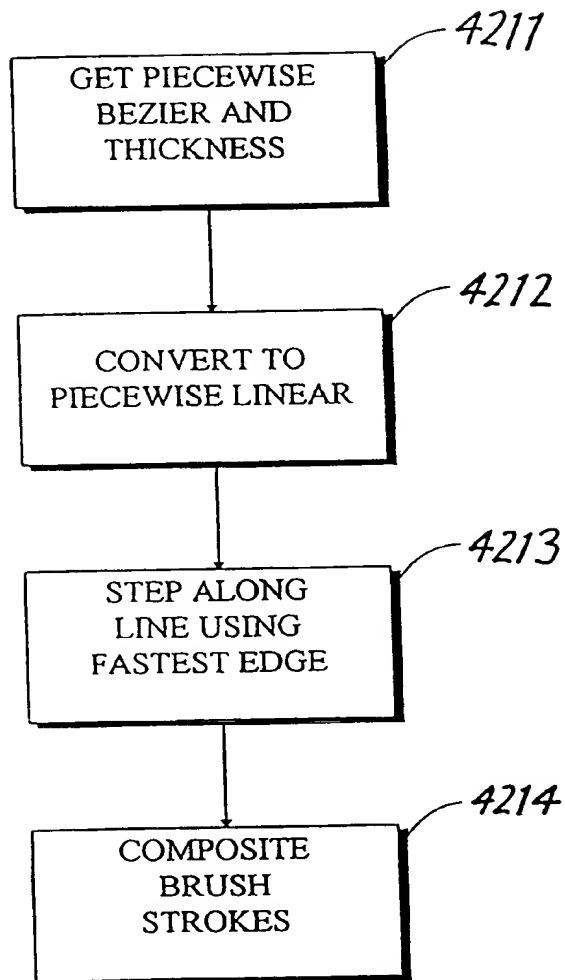 4211
GET PIECEWISE
BEZIER AND
THICKNESS
4212
CONVERT TO
PIECEWISE LINEAR
4213
STEP ALONG
LINE USING
FASTEST EDGE
4214
COMPOSITE
BRUSH
STROKES